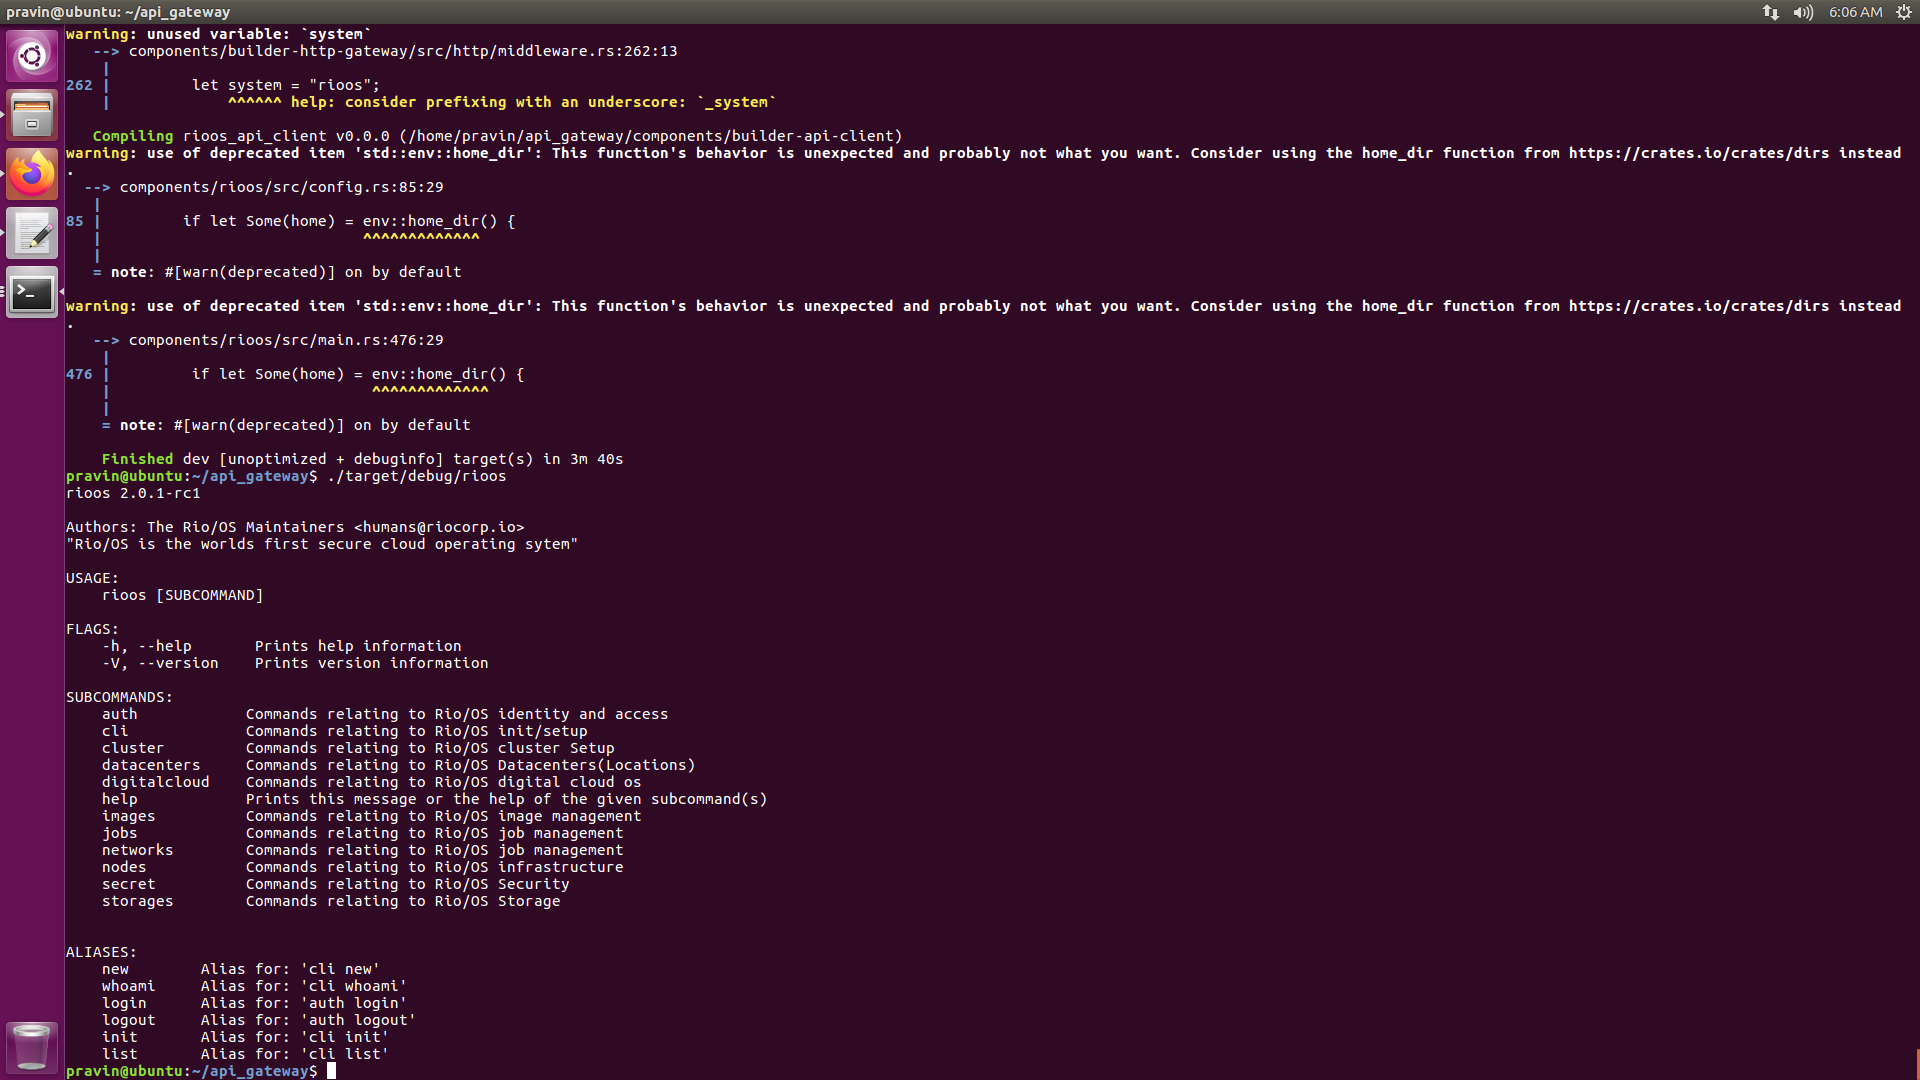 pravin@ubuntu: ~/api_gateway
6:06 AM
warning: unused variable: `system`
--> components/builder-http-gateway/src/http/middleware.rs:262:13
|
262 |         let system = "rioos";
|             ^^^^^^ help: consider prefixing with an underscore: `_system`
Compiling rioos_api_client v0.0.0 (/home/pravin/api_gateway/components/builder-api-client)
warning: use of deprecated item 'std::env::home_dir': This function's behavior is unexpected and probably not what you want. Consider using the home_dir function from https://crates.io/crates/dirs instead
.
--> components/rioos/src/config.rs:85:29
|
85 |         if let Some(home) = env::home_dir() {
|                             ^^^^^^^^^^^^^
|
= note: #[warn(deprecated)] on by default
warning: use of deprecated item 'std::env::home_dir': This function's behavior is unexpected and probably not what you want. Consider using the home_dir function from https://crates.io/crates/dirs instead
.
--> components/rioos/src/main.rs:476:29
|
476 |         if let Some(home) = env::home_dir() {
|                             ^^^^^^^^^^^^^
|
= note: #[warn(deprecated)] on by default
Finished dev [unoptimized + debuginfo] target(s) in 3m 40s
pravin@ubuntu:~/api_gateway$ ./target/debug/rioos
rioos 2.0.1-rc1
Authors: The Rio/OS Maintainers <humans@riocorp.io>
"Rio/OS is the worlds first secure cloud operating sytem"
USAGE:
rioos [SUBCOMMAND]
FLAGS:
-h, --help       Prints help information
-V, --version    Prints version information
SUBCOMMANDS:
auth            Commands relating to Rio/OS identity and access
cli             Commands relating to Rio/OS init/setup
cluster         Commands relating to Rio/OS cluster Setup
datacenters     Commands relating to Rio/OS Datacenters(Locations)
digitalcloud    Commands relating to Rio/OS digital cloud os
help            Prints this message or the help of the given subcommand(s)
images          Commands relating to Rio/OS image management
jobs            Commands relating to Rio/OS job management
networks        Commands relating to Rio/OS job management
nodes           Commands relating to Rio/OS infrastructure
secret          Commands relating to Rio/OS Security
storages        Commands relating to Rio/OS Storage
ALIASES:
new        Alias for: 'cli new'
whoami     Alias for: 'cli whoami'
login      Alias for: 'auth login'
logout     Alias for: 'auth logout'
init       Alias for: 'cli init'
list       Alias for: 'cli list'
pravin@ubuntu:~/api_gateway$